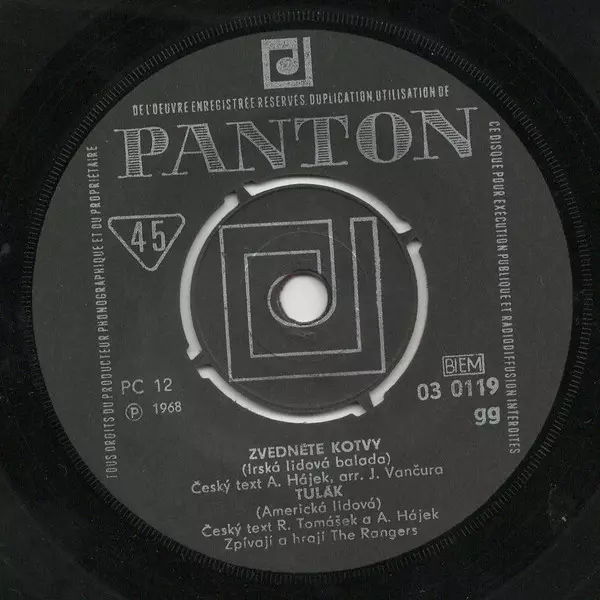 TOUS DROITS DU PRODUCTEUR PHONOGRAPHIQUE ET DU PROPRIETAIRE
DE L'OEUVRE ENREGISTRÉE RESERVES. DUPLICATION, UTILISATION DE
CE DISQUE POUR EXÉCUTION PUBLIQUE ET RADIODIFFUSION INTERDITES
PANTON
45
BIEM
PC 12
03 0119
℗ 1968
gg
ZVEDNĚTE KOTVY
(Irská lidová balada)
Český text A. Hájek, arr. J. Vančura
TULÁK
(Americká lidová)
Český text R. Tomášek a A. Hájek
Zpívají a hrají The Rangers